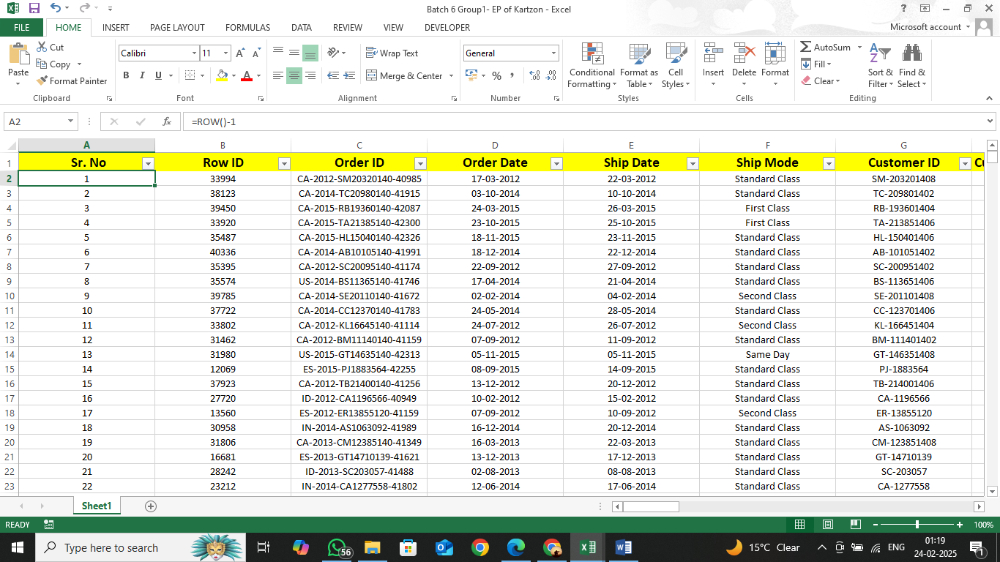 Batch 6 Group1- EP of Kartzon - Excel
?
FILE HOME INSERT PAGE LAYOUT FORMULAS DATA REVIEW VIEW DEVELOPER Microsoft account
Paste
Cut
Copy
Format Painter
Clipboard
Calibri 11
B I U A
Font
Wrap Text
Merge & Center
Alignment
General
%
Number
Conditional Formatting
Format as Table
Cell Styles
Styles
Insert Delete Format
Cells
AutoSum
Fill
Clear
Sort & Filter
Find & Select
Editing
A2 fx =ROW()-1
A B C D E F G
1 Sr. No Row ID Order ID Order Date Ship Date Ship Mode Customer ID
2 1 33994 CA-2012-SM20320140-40985 17-03-2012 22-03-2012 Standard Class SM-203201408
3 2 38123 CA-2014-TC20980140-41915 03-10-2014 10-10-2014 Standard Class TC-209801402
4 3 39450 CA-2015-RB19360140-42087 24-03-2015 26-03-2015 First Class RB-193601404
5 4 33920 CA-2015-TA21385140-42300 23-10-2015 25-10-2015 First Class TA-213851406
6 5 35487 CA-2015-HL15040140-42326 18-11-2015 23-11-2015 Standard Class HL-150401406
7 6 40336 CA-2014-AB10105140-41991 18-12-2014 22-12-2014 Standard Class AB-101051402
8 7 35395 CA-2012-SC20095140-41174 22-09-2012 27-09-2012 Standard Class SC-200951402
9 8 35574 US-2014-BS11365140-41746 17-04-2014 21-04-2014 Standard Class BS-113651406
10 9 39785 CA-2014-SE20110140-41672 02-02-2014 04-02-2014 Second Class SE-201101408
11 10 37722 CA-2014-CC12370140-41783 24-05-2014 28-05-2014 Standard Class CC-123701406
12 11 33802 CA-2012-KL16645140-41114 24-07-2012 26-07-2012 Second Class KL-166451404
13 12 31462 CA-2012-BM11140140-41159 07-09-2012 11-09-2012 Standard Class BM-111401402
14 13 31980 US-2015-GT14635140-42313 05-11-2015 05-11-2015 Same Day GT-146351408
15 14 12069 ES-2015-PJ1883564-42255 08-09-2015 14-09-2015 Standard Class PJ-1883564
16 15 37923 CA-2012-TB21400140-41256 13-12-2012 20-12-2012 Standard Class TB-214001406
17 16 27720 ID-2012-CA1196566-40949 10-02-2012 15-02-2012 Standard Class CA-1196566
18 17 13560 ES-2012-ER13855120-41159 07-09-2012 10-09-2012 Second Class ER-13855120
19 18 30958 IN-2014-AS1063092-41989 16-12-2014 20-12-2014 Standard Class AS-1063092
20 19 31806 CA-2013-CM12385140-41349 16-03-2013 22-03-2013 Standard Class CM-123851408
21 20 16681 ES-2013-GT14710139-41621 13-12-2013 17-12-2013 Standard Class GT-14710139
22 21 28242 ID-2013-SC203057-41488 02-08-2013 08-08-2013 Standard Class SC-203057
23 22 23212 IN-2014-CA1277558-41802 12-06-2014 17-06-2014 Standard Class CA-1277558
Sheet1
READY 100%
Type here to search 56 15°C Clear ENG 01:19
24-02-2025 1